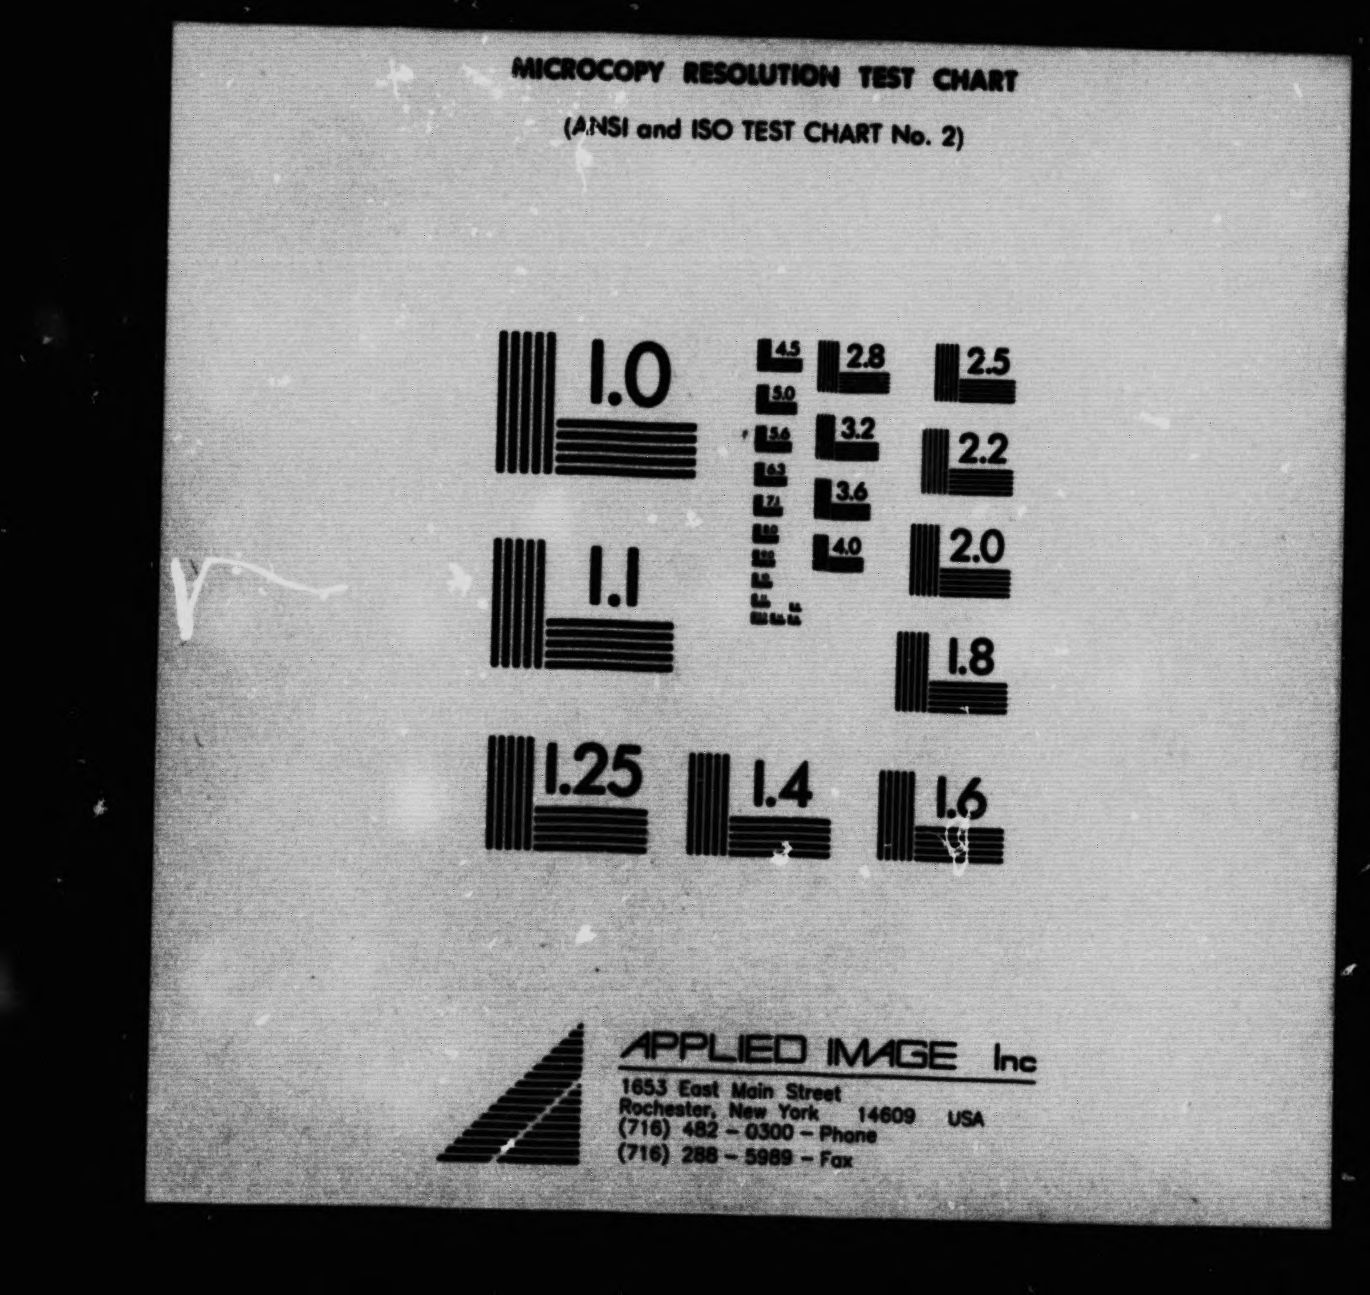 MICROCOPY RESOLUTION TEST CHART
(ANSI and ISO TEST CHART No. 2)
1.0
1.1
1.25
1.4
1.6
1.8
2.0
2.2
2.5
2.8
3.2
3.6
4.0
4.5
5.0
5.6
6.3
7.1
APPLIED IMAGE Inc
1653 East Main Street
Rochester, New York 14609 USA
(716) 482 - 0300 - Phone
(716) 288 - 5989 - Fax